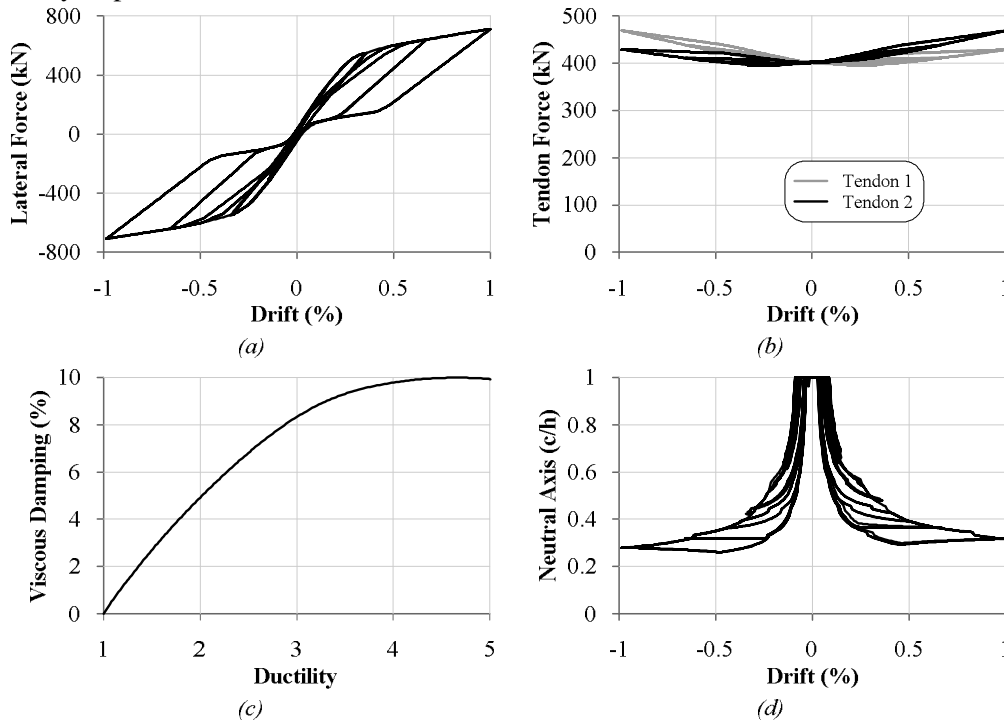 800
400
0
-400
-800
Lateral Force (kN)
-1 -0.5 0 0.5 1
Drift (%)
(a)
500
400
300
200
100
0
Tendon Force (kN)
Tendon 1
Tendon 2
-1 -0.5 0 0.5 1
Drift (%)
(b)
10
8
6
4
2
0
Viscous Damping (%)
1 2 3 4 5
Ductility
(c)
1
0.8
0.6
0.4
0.2
0
Neutral Axis (c/h)
-1 -0.5 0 0.5 1
Drift (%)
(d)